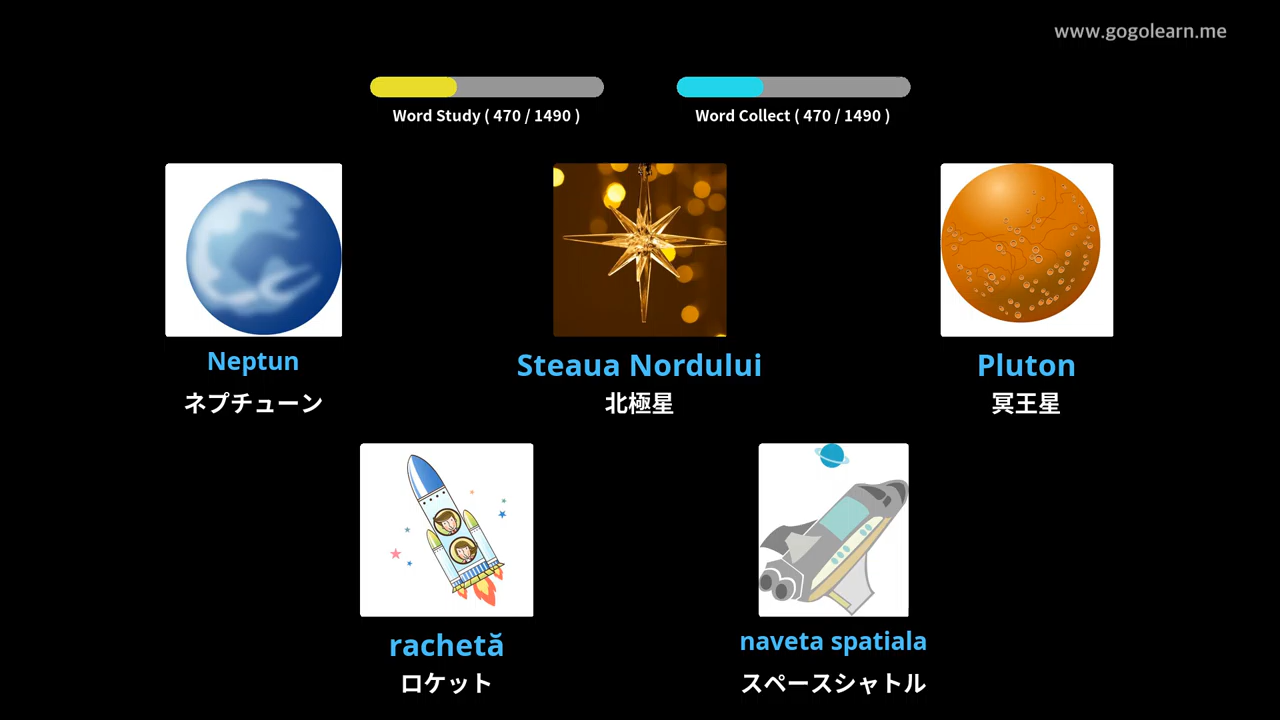 www.gogolearn.me
Word Study ( 470 / 1490 )
Word Collect ( 470 / 1490 )
Neptun
ネプチューン
Steaua Nordului
北極星
Pluton
冥王星
rachetă
ロケット
naveta spatiala
スペースシャトル